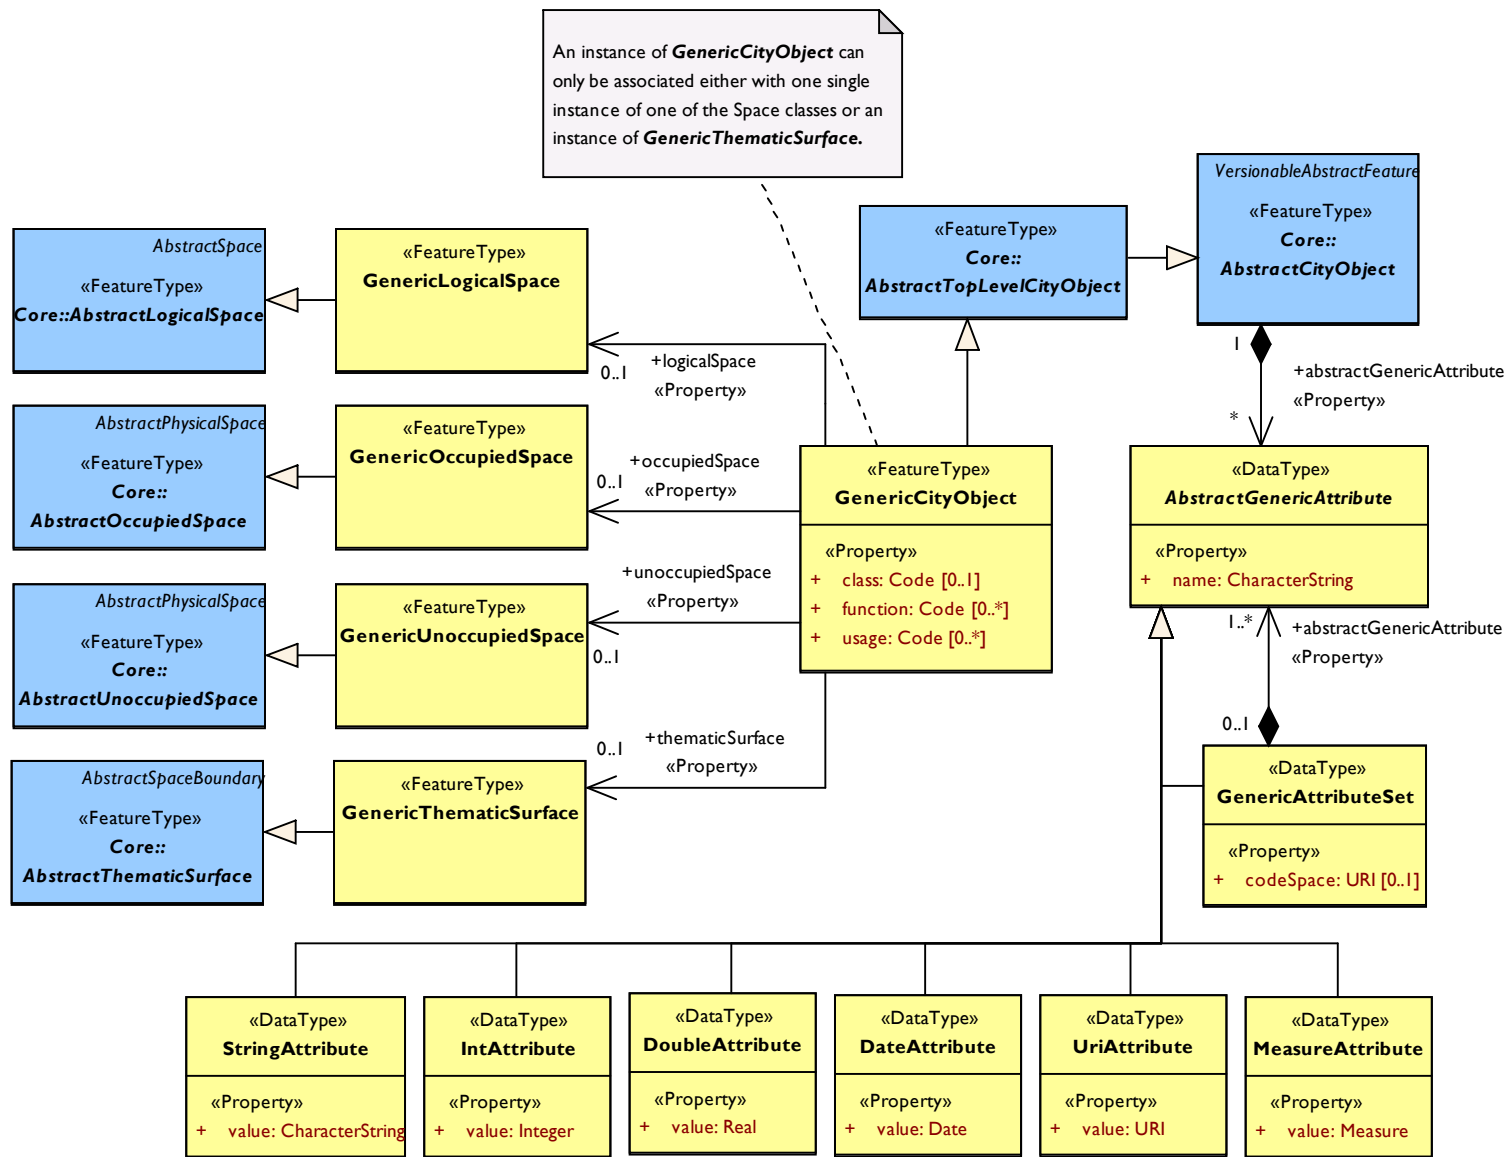 An instance of GenericCityObject can
only be associated either with one single
instance of one of the Space classes or an
instance of GenericThematicSurface.
VersionableAbstractFeature
«FeatureType»
Core::
AbstractCityObject
«FeatureType»
Core::
AbstractTopLevelCityObject
AbstractSpace
«FeatureType»
Core::AbstractLogicalSpace
«FeatureType»
GenericLogicalSpace
0..1
+logicalSpace
«Property»
1
+abstractGenericAttribute
«Property»
*
AbstractPhysicalSpace
«FeatureType»
Core::
AbstractOccupiedSpace
«FeatureType»
GenericOccupiedSpace
0..1
+occupiedSpace
«Property»
«FeatureType»
GenericCityObject
«Property»
+ class: Code [0..1]
+ function: Code [0..*]
+ usage: Code [0..*]
«DataType»
AbstractGenericAttribute
«Property»
+ name: CharacterString
AbstractPhysicalSpace
«FeatureType»
Core::
AbstractUnoccupiedSpace
«FeatureType»
GenericUnoccupiedSpace
+unoccupiedSpace
«Property»
0..1
1..*
+abstractGenericAttribute
«Property»
0..1
AbstractSpaceBoundary
«FeatureType»
Core::
AbstractThematicSurface
«FeatureType»
GenericThematicSurface
0..1
+thematicSurface
«Property»
«DataType»
GenericAttributeSet
«Property»
+ codeSpace: URI [0..1]
«DataType»
StringAttribute
«Property»
+ value: CharacterString
«DataType»
IntAttribute
«Property»
+ value: Integer
«DataType»
DoubleAttribute
«Property»
+ value: Real
«DataType»
DateAttribute
«Property»
+ value: Date
«DataType»
UriAttribute
«Property»
+ value: URI
«DataType»
MeasureAttribute
«Property»
+ value: Measure